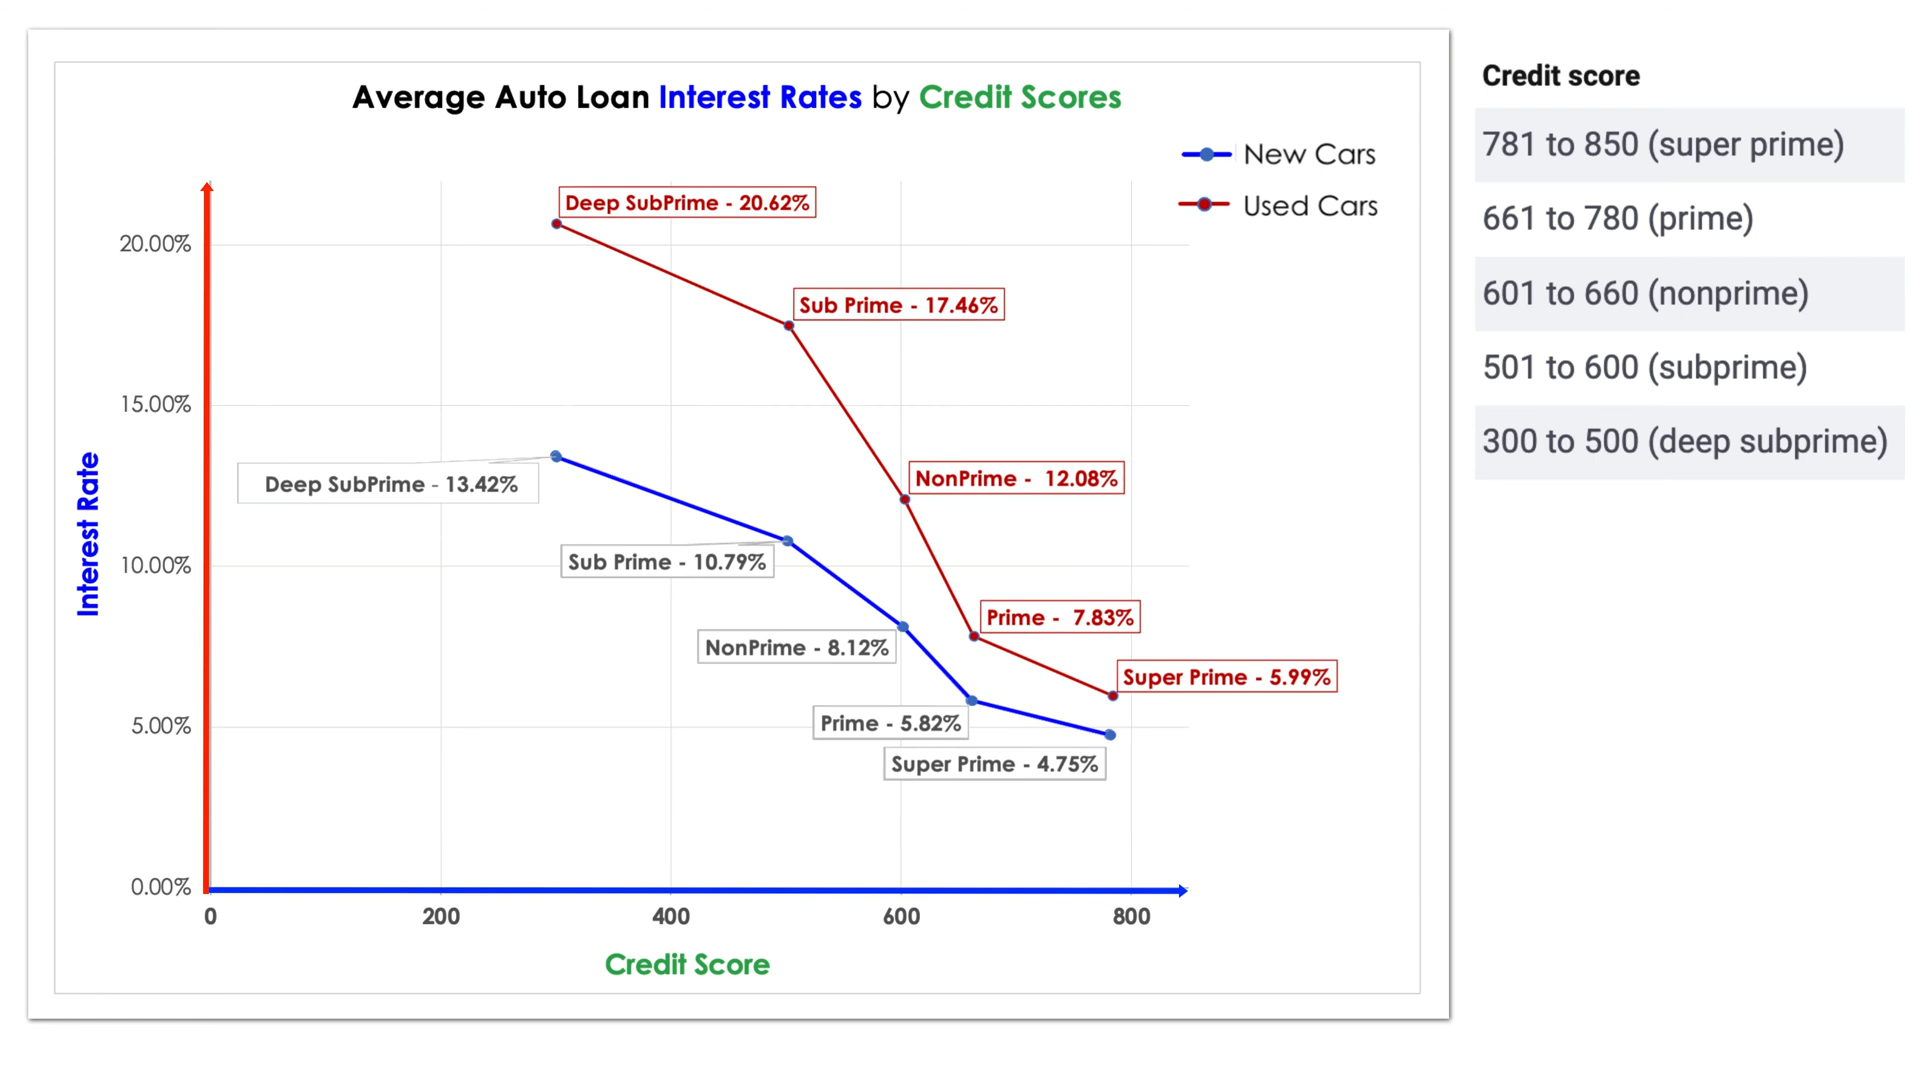 Average Auto Loan Interest Rates by Credit Scores
New Cars
Used Cars
Deep SubPrime - 20.62%
Sub Prime - 17.46%
NonPrime - 12.08%
Prime - 7.83%
Super Prime - 5.99%
Deep SubPrime - 13.42%
Sub Prime - 10.79%
NonPrime - 8.12%
Prime - 5.82%
Super Prime - 4.75%
Interest Rate
20.00%
15.00%
10.00%
5.00%
0.00%
0 200 400 600 800
Credit Score
Credit score
781 to 850 (super prime)
661 to 780 (prime)
601 to 660 (nonprime)
501 to 600 (subprime)
300 to 500 (deep subprime)